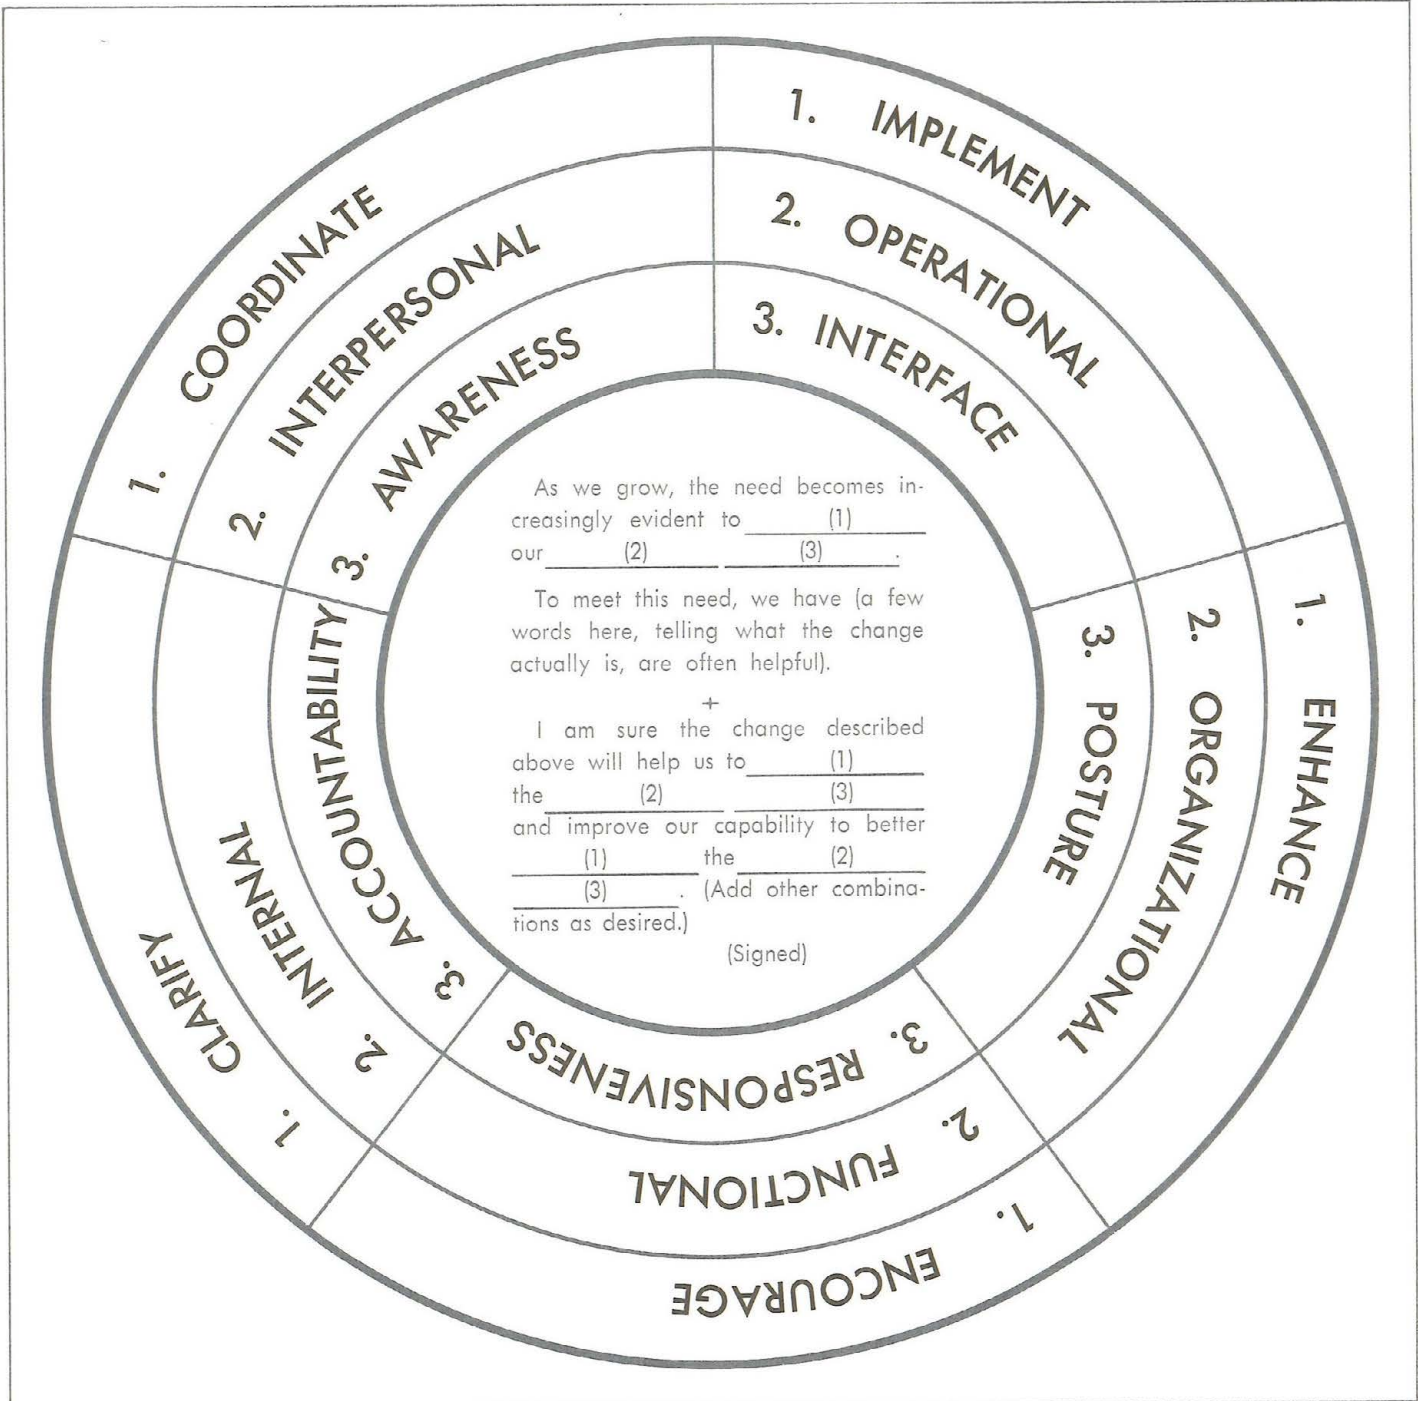 1. IMPLEMENT
2. OPERATIONAL
3. INTERFACE
1. ENHANCE
2. ORGANIZATIONAL
3. POSTURE
1. ENCOURAGE
2. FUNCTIONAL
3. RESPONSIVENESS
1. CLARIFY
2. INTERNAL
3. ACCOUNTABILITY
1. COORDINATE
2. INTERPERSONAL
3. AWARENESS
As we grow, the need becomes in-
creasingly evident to (1)
our (2) (3) .
To meet this need, we have (a few
words here, telling what the change
actually is, are often helpful).
+
I am sure the change described
above will help us to (1)
the (2) (3)
and improve our capability to better
(1) the (2)
(3) . (Add other combina-
tions as desired.)
(Signed)